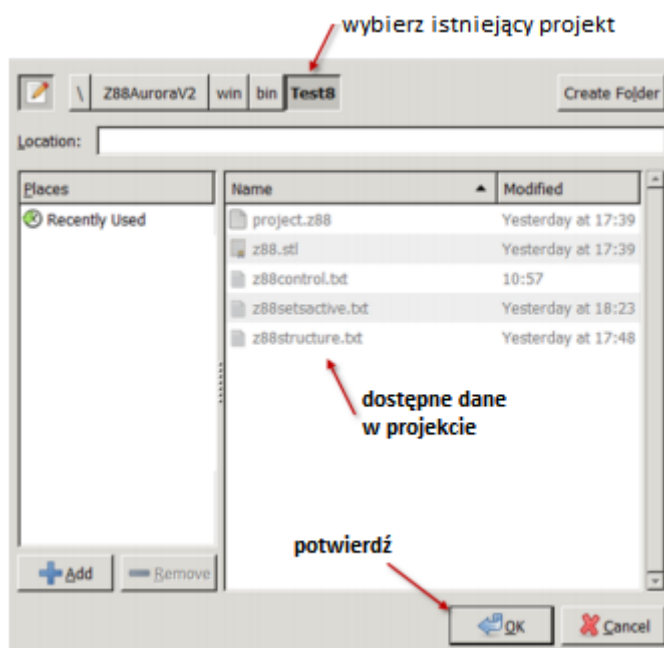 wybierz istniejący projekt
\ Z88AuroraV2 win bin Test8 Create Folder
Location:
Places Name Modified
Recently Used project.z88 Yesterday at 17:39
z88.stl Yesterday at 17:39
z88control.txt 10:57
z88setsactive.txt Yesterday at 18:23
z88structure.txt Yesterday at 17:48
dostępne dane
w projekcie
potwierdź
Add Remove
OK Cancel